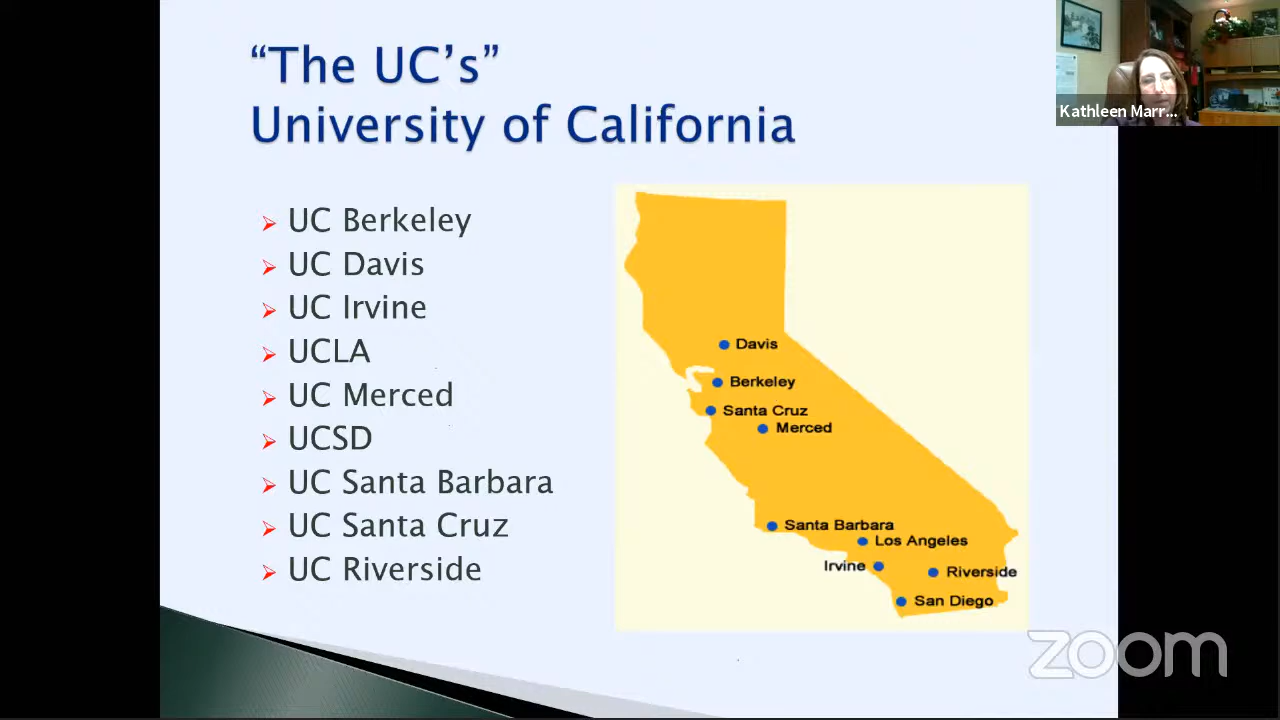 “The UC’s”
University of California
Kathleen Marr...
UC Berkeley
UC Davis
UC Irvine
UCLA
UC Merced
UCSD
UC Santa Barbara
UC Santa Cruz
UC Riverside
Davis
Berkeley
Santa Cruz
Merced
Santa Barbara
Los Angeles
Irvine
Riverside
San Diego
zoom